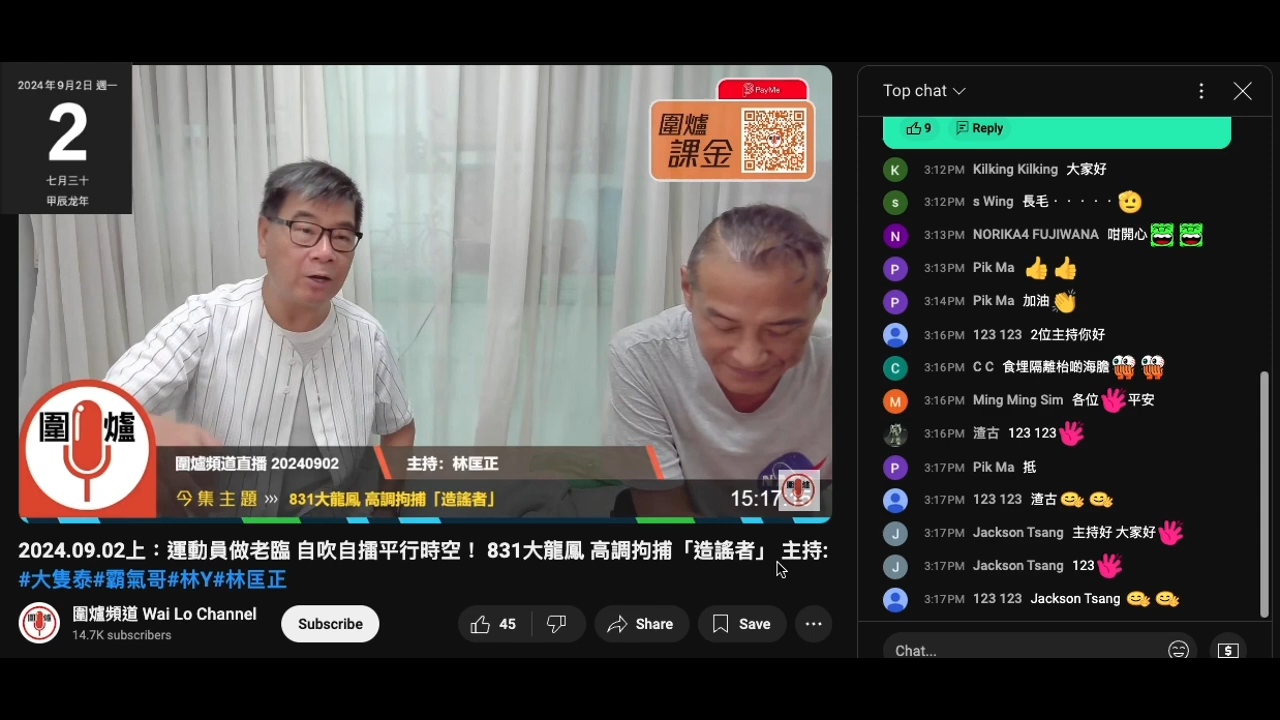 2024年9月2日 週一
2
七月三十
甲辰龙年
PayMe
圍爐
課金
圍爐
圍爐頻道直播 20240902
主持：林匡正
今集主題 ››› 831大龍鳳 高調拘捕「造謠者」
15:17
2024.09.02上：運動員做老臨 自吹自擂平行時空！ 831大龍鳳 高調拘捕「造謠者」 主持:
#大隻泰#霸氣哥#林Y#林匡正
圍爐頻道 Wai Lo Channel
14.7K subscribers
Subscribe
45
Share
Save
Top chat
9 Reply
K 3:12PM Kilking Kilking 大家好
s 3:12PM s Wing 長毛· · · · ·
N 3:13PM NORIKA4 FUJIWANA 咁開心
P 3:13PM Pik Ma
P 3:14PM Pik Ma 加油
3:16PM 123 123 2位主持你好
C 3:16PM C C 食埋隔離枱啲海膽
M 3:16PM Ming Ming Sim 各位 平安
3:16PM 渣古 123 123
P 3:17PM Pik Ma 抵
3:17PM 123 123 渣古
J 3:17PM Jackson Tsang 主持好 大家好
J 3:17PM Jackson Tsang 123
3:17PM 123 123 Jackson Tsang
Chat...